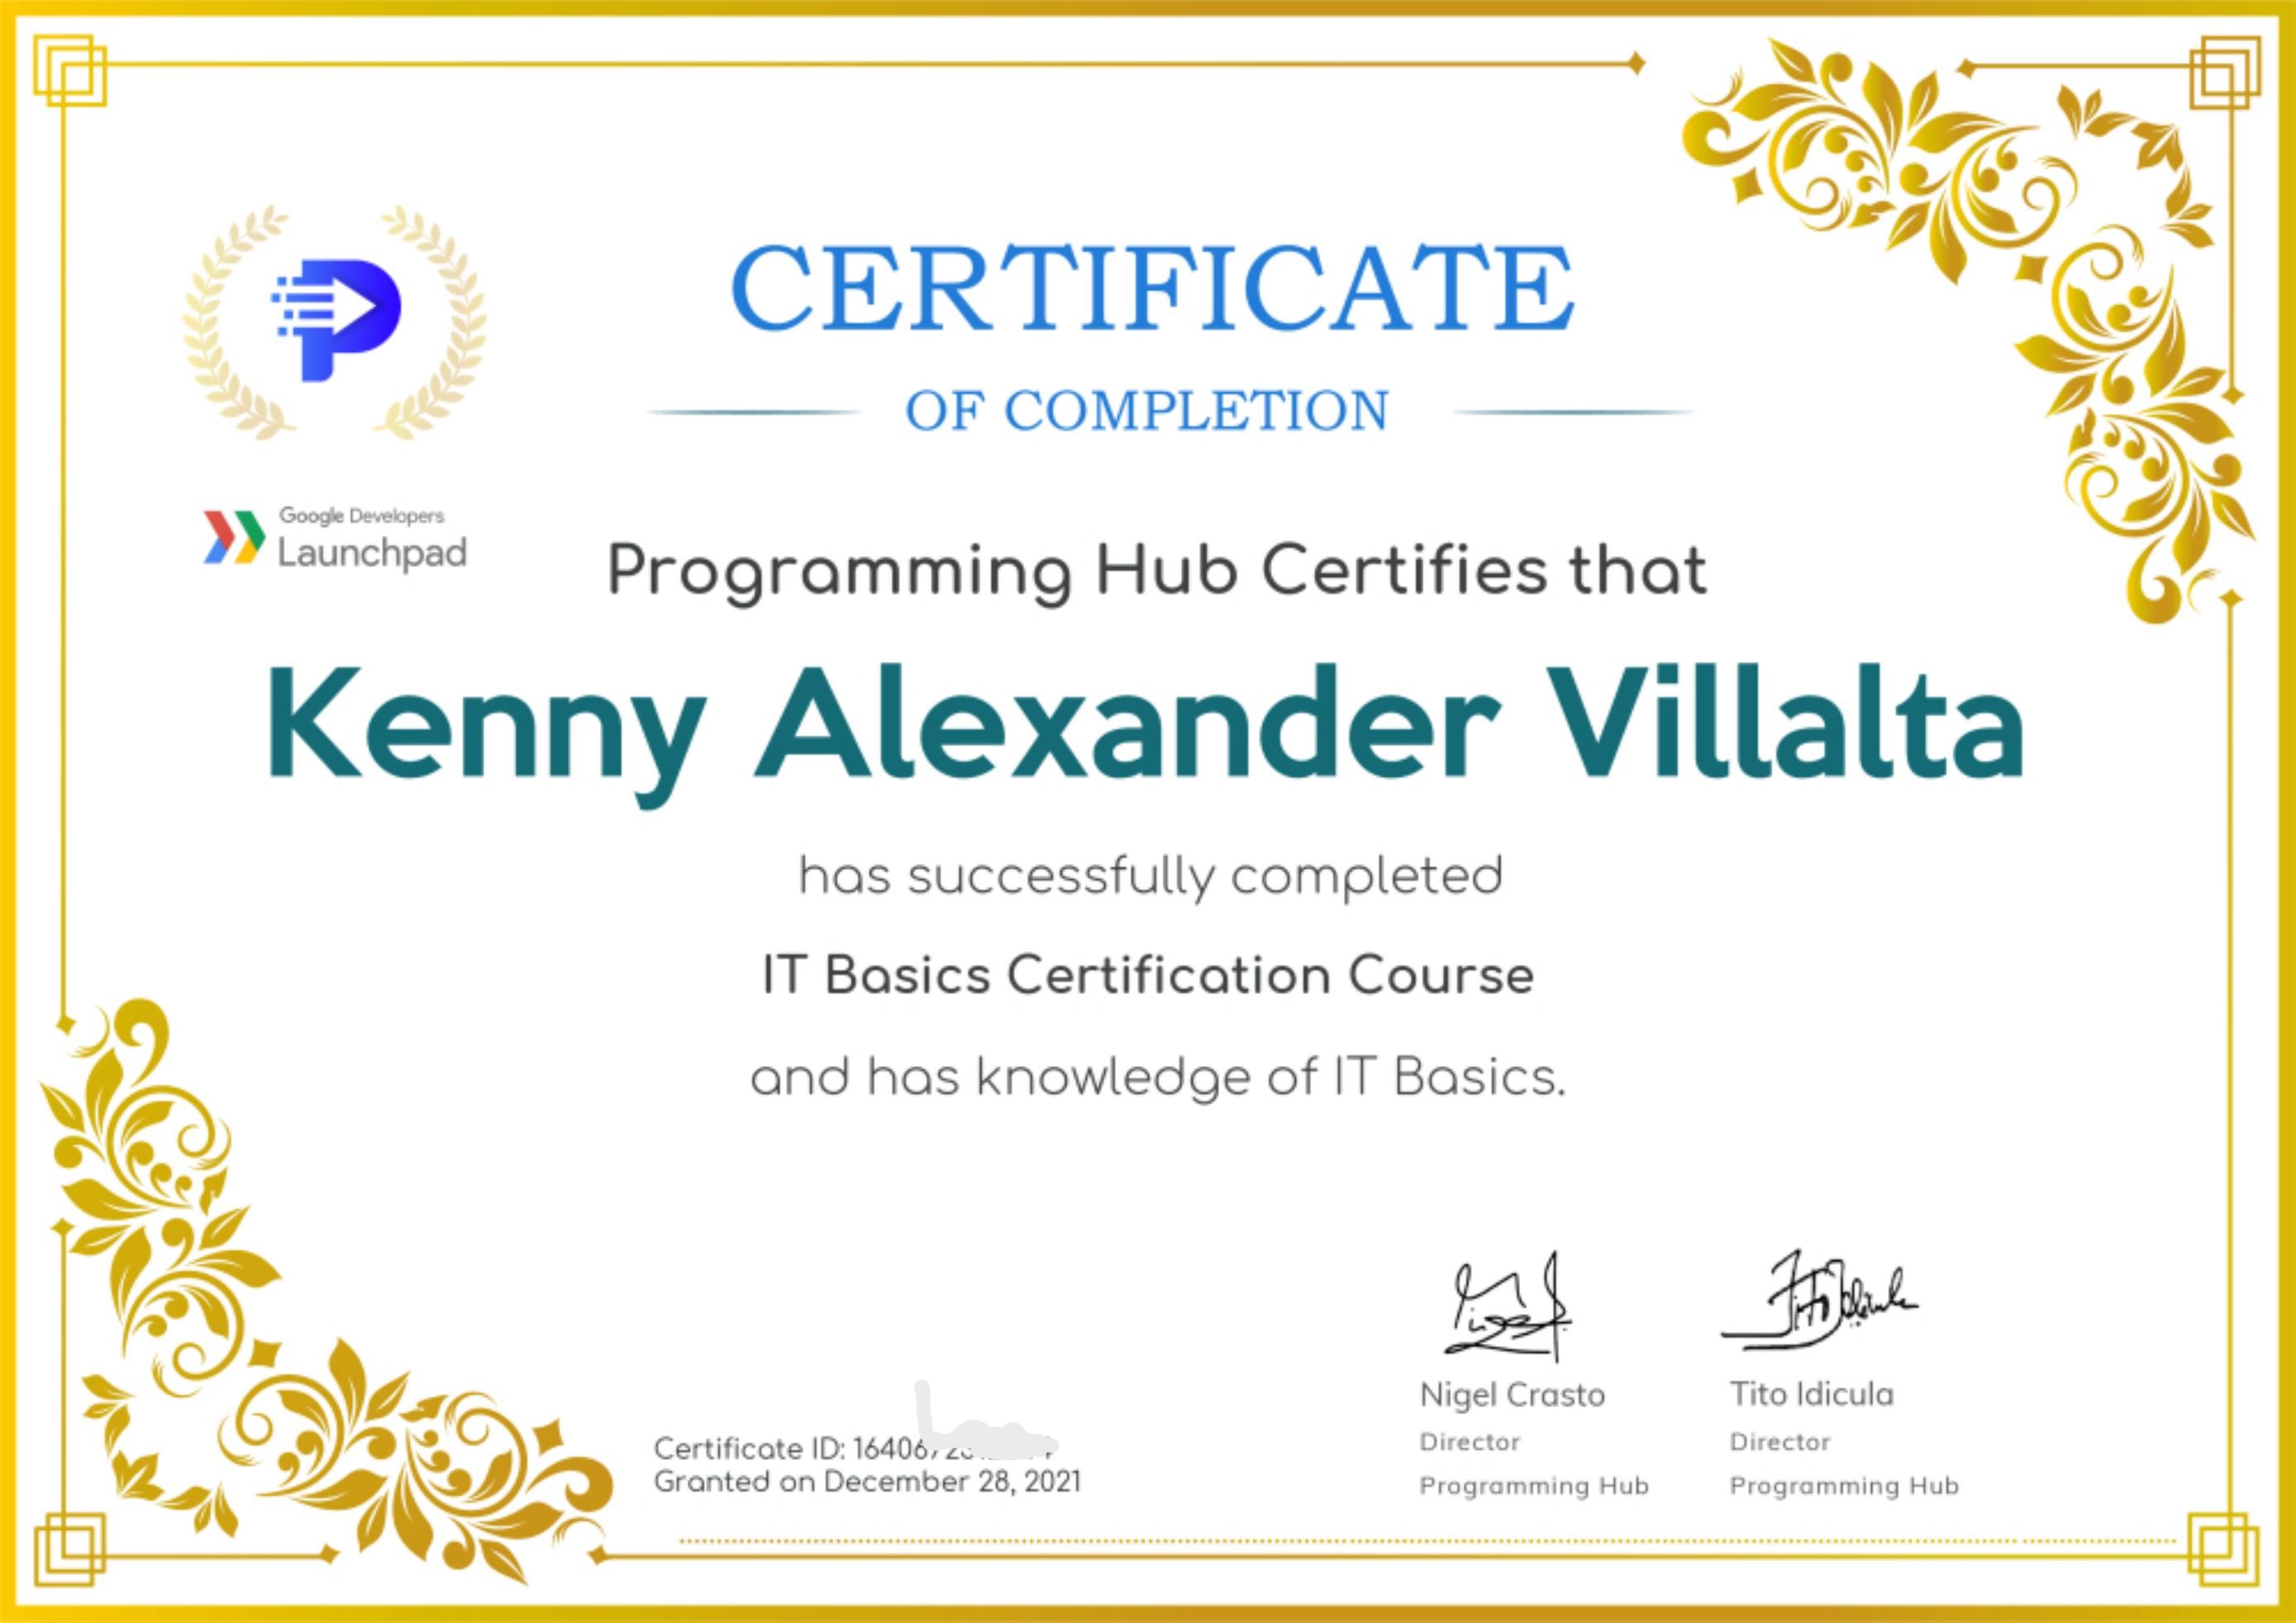 CERTIFICATE
OF COMPLETION
Google Developers
Launchpad
Programming Hub Certifies that
Kenny Alexander Villalta
has successfully completed
IT Basics Certification Course
and has knowledge of IT Basics.
Certificate ID:
Granted on December 28, 2021
Nigel Crasto
Director
Programming Hub
Tito Idicula
Director
Programming Hub